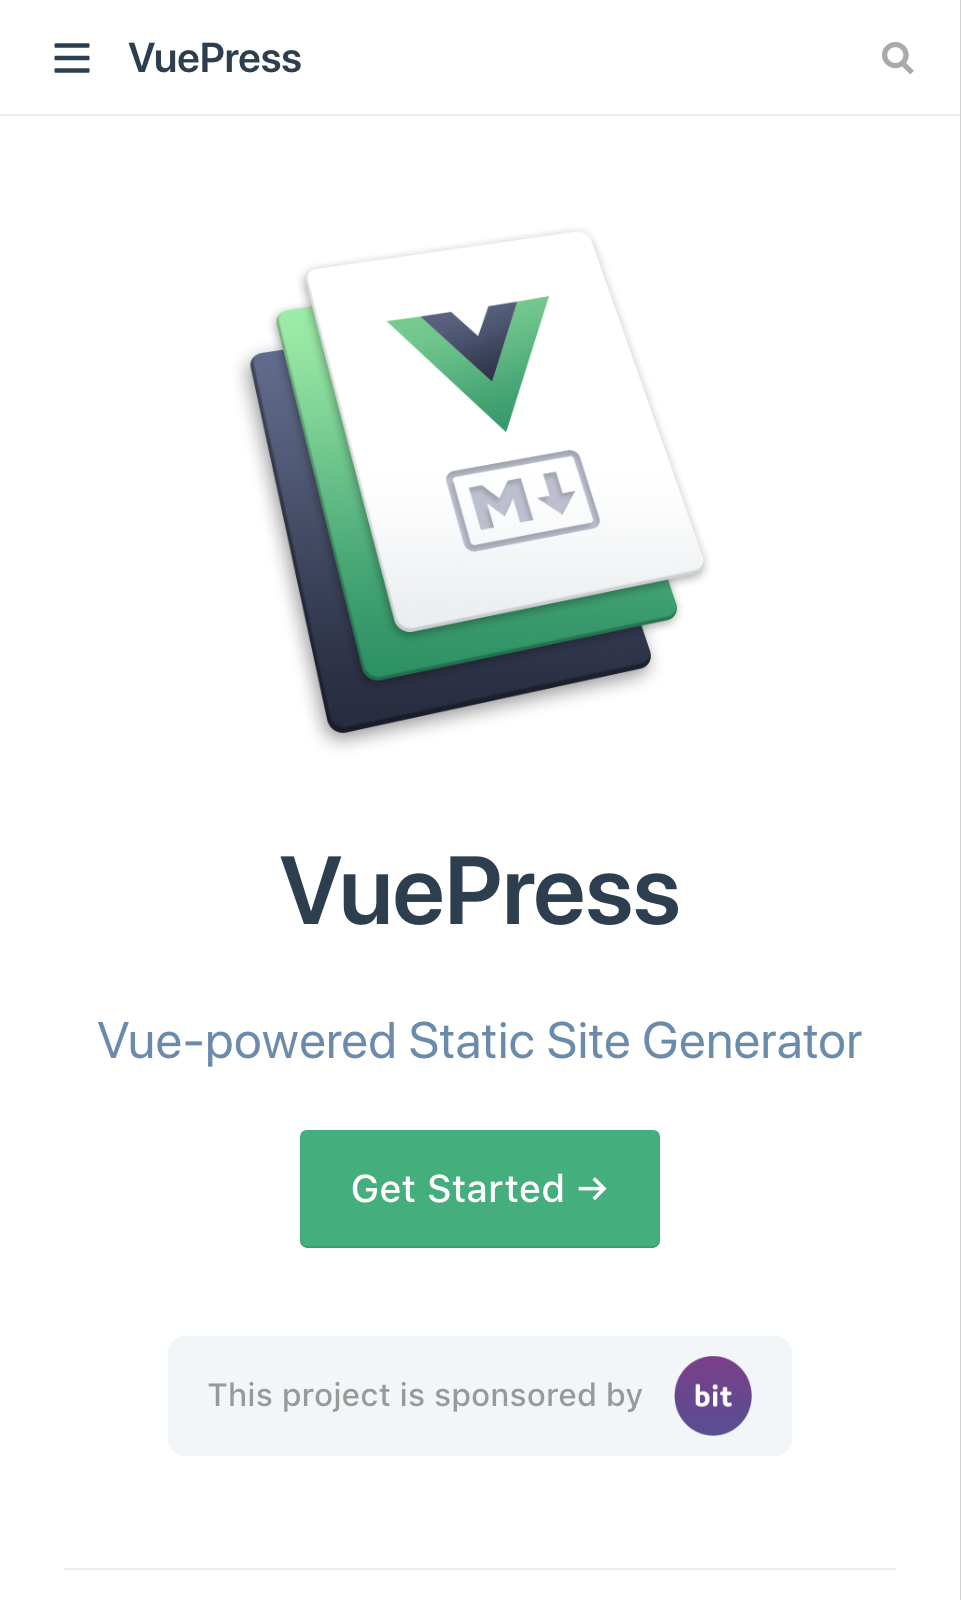 VuePress
M
VuePress
Vue-powered Static Site Generator
Get Started →
This project is sponsored by
bit